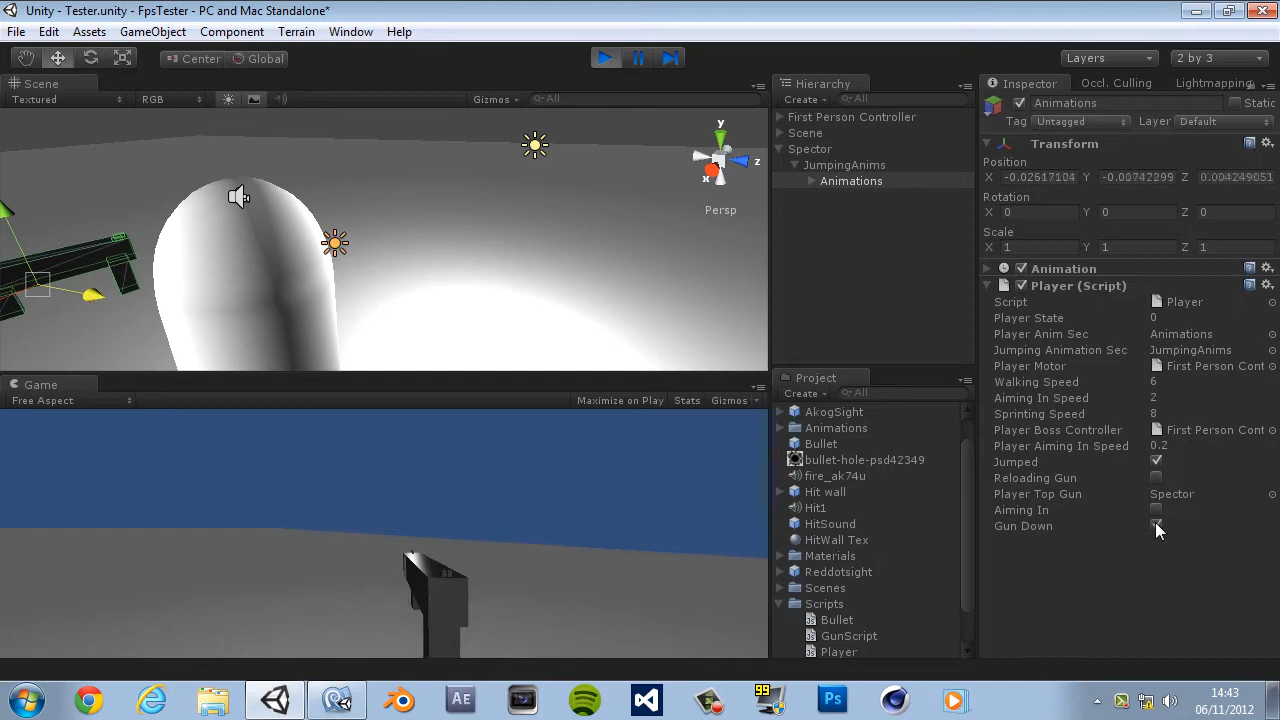 Unity - Tester.unity - FpsTester - PC and Mac Standalone*
File Edit Assets GameObject Component Terrain Window Help
Center Global Layers 2 by 3
Scene
Textured RGB Gizmos All
y
z
x
Persp
Game
Free Aspect Maximize on Play Stats Gizmos
Hierarchy
Create All
First Person Controller
Scene
Spector
JumpingAnims
Animations
Project
Create All
AkogSight
Animations
Bullet
bullet-hole-psd42349
fire_ak74u
Hit wall
Hit1
HitSound
HitWall Tex
Materials
Reddotsight
Scenes
Scripts
Bullet
GunScript
Player
Inspector Occl. Culling Lightmapping
Animations Static
Tag Untagged Layer Default
Transform
Position
X -0.02617104 Y -0.00742299 Z 0.004249051
Rotation
X 0 Y 0 Z 0
Scale
X 1 Y 1 Z 1
Animation
Player (Script)
Script Player
Player State 0
Player Anim Sec Animations
Jumping Animation Sec JumpingAnims
Player Motor First Person Cont
Walking Speed 6
Aiming In Speed 2
Sprinting Speed 8
Player Boss Controller First Person Cont
Player Aiming In Speed 0.2
Jumped
Reloading Gun
Player Top Gun Spector
Aiming In
Gun Down
AE 99 Ps
14:43
06/11/2012